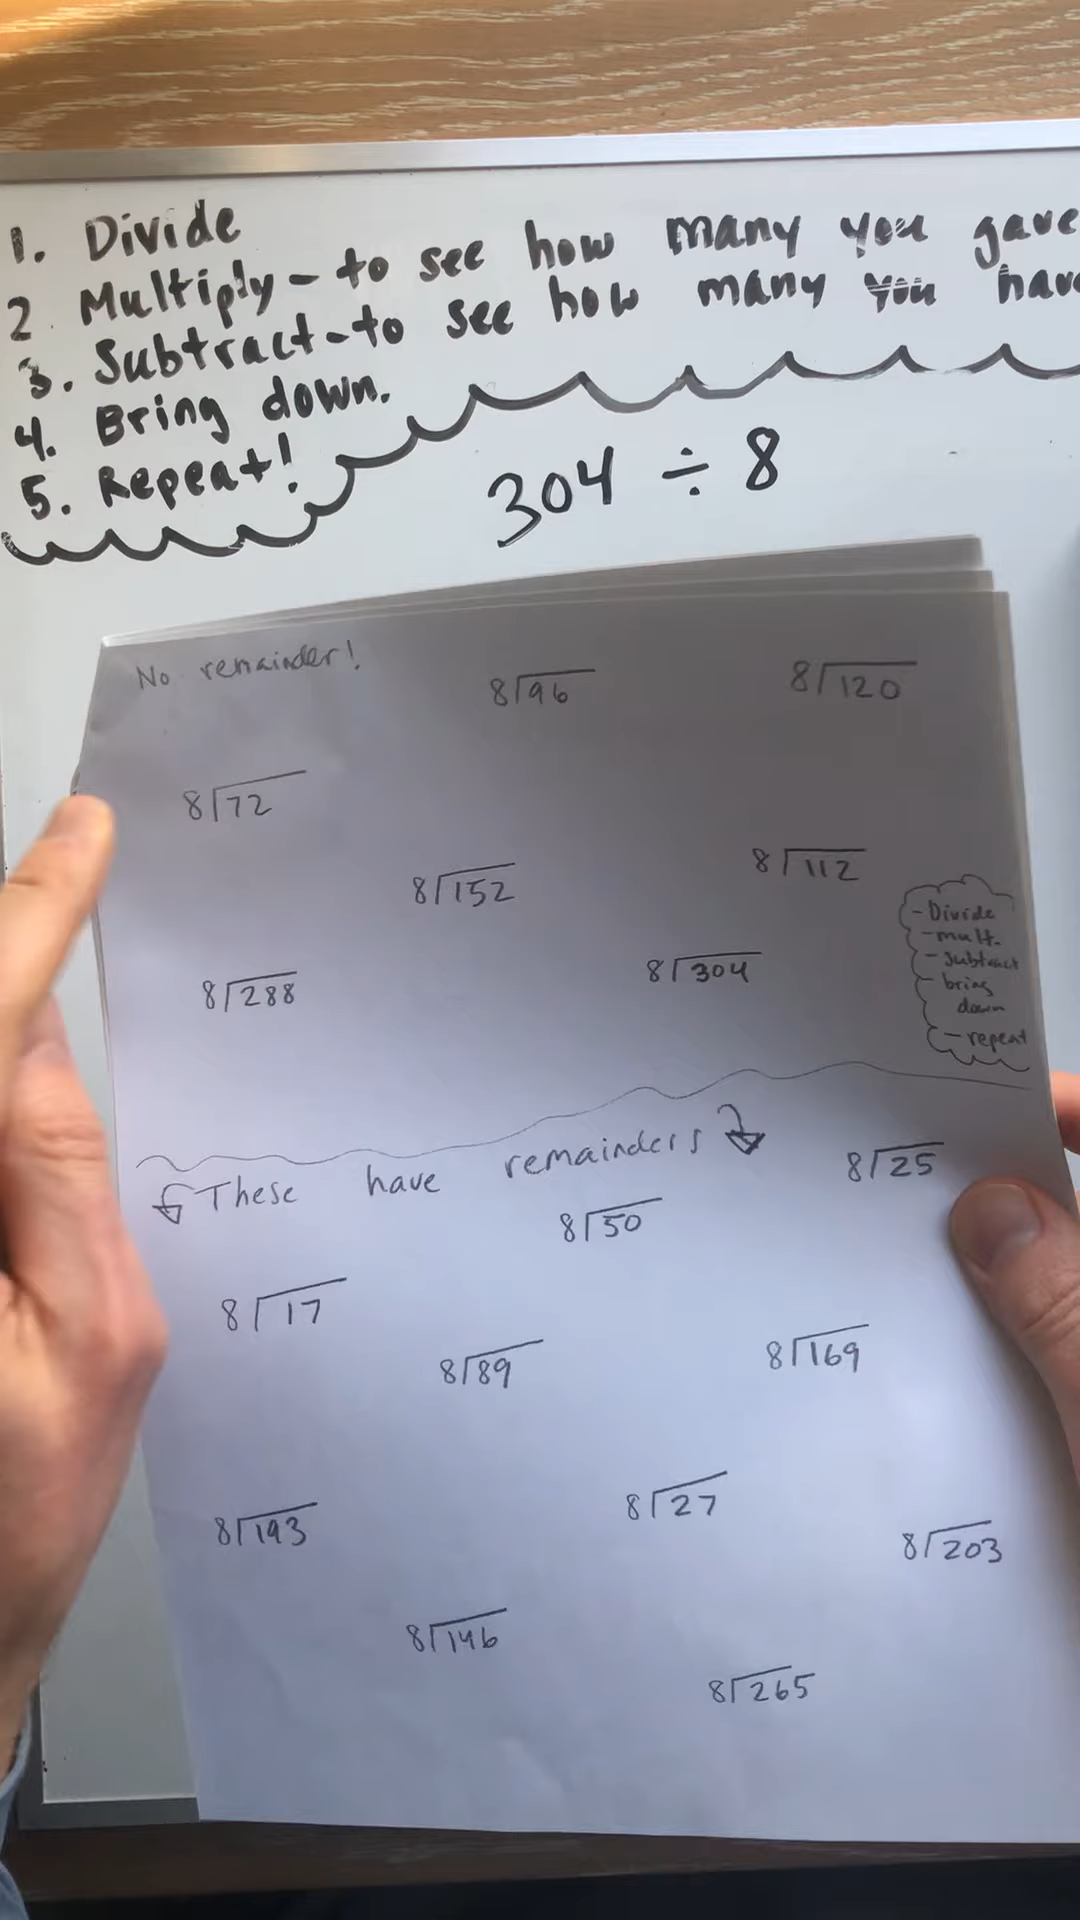 1. Divide
2. Multiply - to see how many you gave
3. Subtract - to see how many you have
4. Bring down.
5. Repeat!
304 ÷ 8
No remainder!
8√96
8√120
8√72
8√152
8√112
8√288
8√304
- Divide
- mult.
- subtract
- bring
down
- repeat
These have remainders
8√25
8√50
8√17
8√89
8√169
8√193
8√27
8√203
8√146
8√265